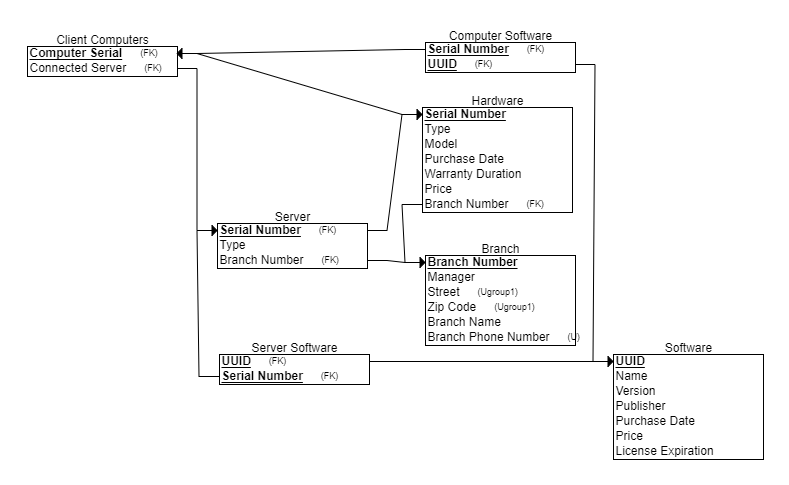 Client Computers
Computer Serial (FK)
Connected Server (FK)
Computer Software
Serial Number (FK)
UUID (FK)
Hardware
Serial Number
Type
Model
Purchase Date
Warranty Duration
Price
Branch Number (FK)
Server
Serial Number (FK)
Type
Branch Number (FK)
Branch
Branch Number
Manager
Street (Ugroup1)
Zip Code (Ugroup1)
Branch Name
Branch Phone Number (U)
Server Software
UUID (FK)
Serial Number (FK)
Software
UUID
Name
Version
Publisher
Purchase Date
Price
License Expiration